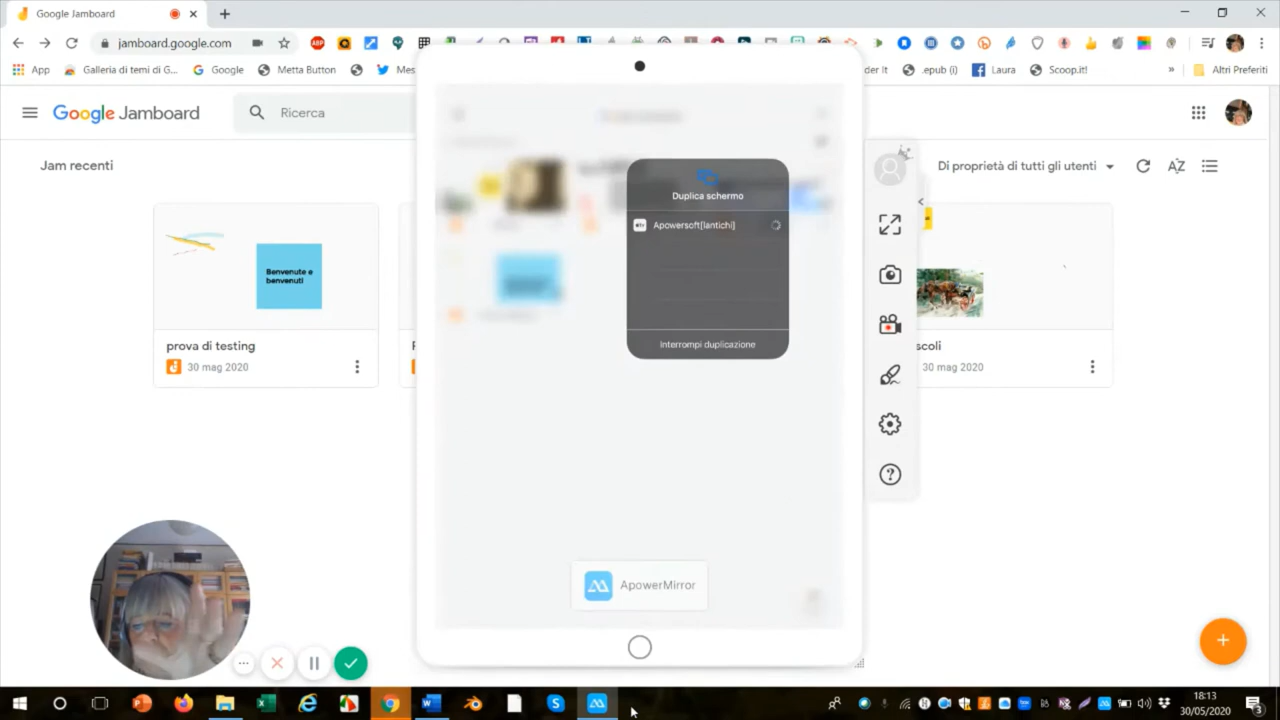 Google Jamboard
jamboard.google.com
ABP
App
Galleria di temi di G...
Google
Metta Button
Mes
der It
.epub (i)
Laura
Scoop.it!
»
Altri Preferiti
Google Jamboard
Ricerca
Jam recenti
Di proprietà di tutti gli utenti
Duplica schermo
Apowersoft[lantichi]
Interrompi duplicazione
Benvenute e
benvenuti
prova di testing
30 mag 2020
scoli
30 mag 2020
ApowerMirror
18:13
30/05/2020
3